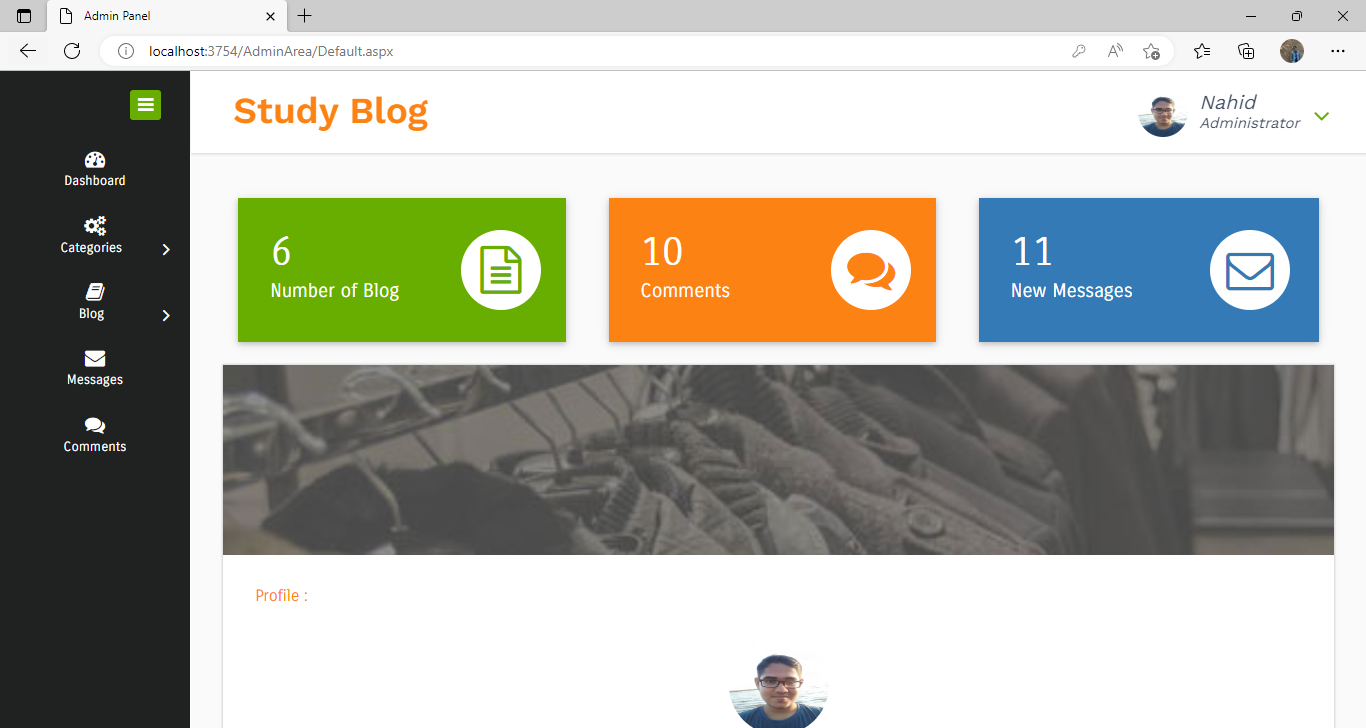 Admin Panel
localhost:3754/AdminArea/Default.aspx
Study Blog
Nahid
Administrator
Dashboard
Categories
Blog
Messages
Comments
6
Number of Blog
10
Comments
11
New Messages
Profile :